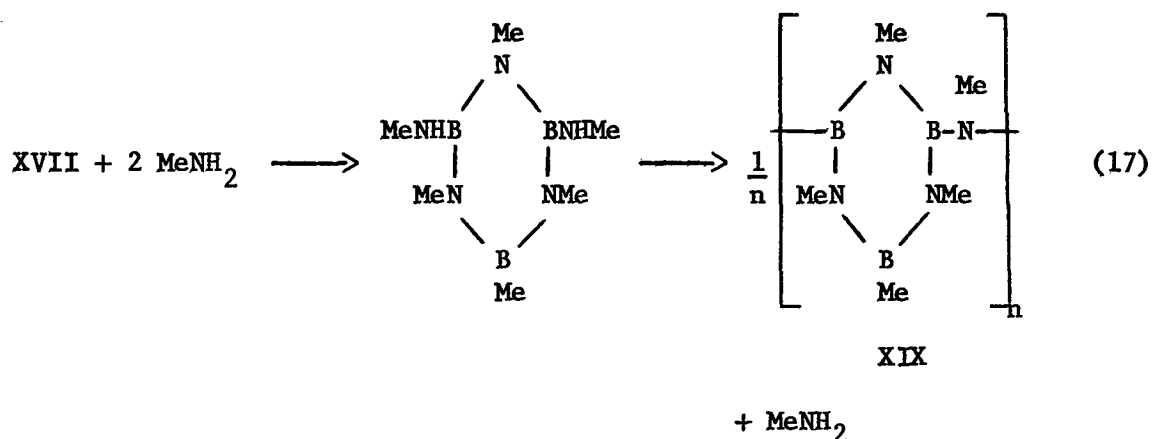 Me Me
N N Me
MeNHB BNHMe B B-N
XVII + 2 MeNH2 1/n (17)
MeN NMe MeN NMe
B B
Me Me
n
XIX
+ MeNH2